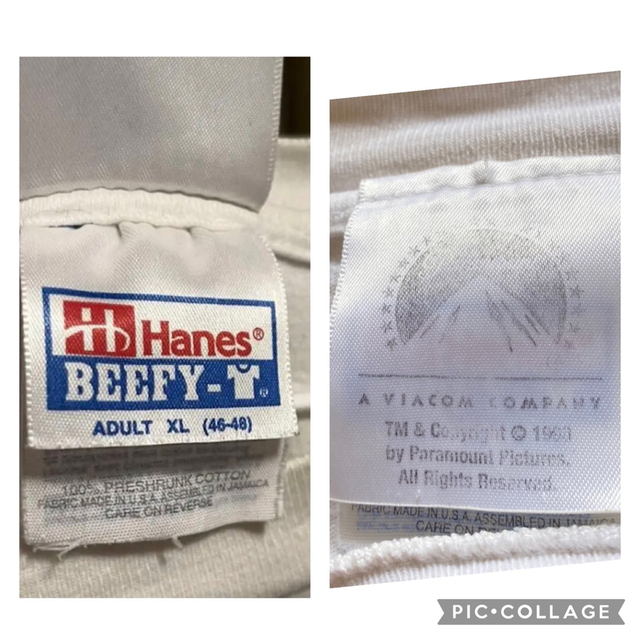 Hanes®
BEEFY-T®
ADULT XL (46-48)
100% PRESHRUNK COTTON
FABRIC MADE IN U.S.A. ASSEMBLED IN JAMAICA
CARE ON REVERSE
A VIACOM COMPANY
TM & Copyright ©
by Paramount Pictures.
All Rights Reserved.
FABRIC MADE IN U.S.A. ASSEMBLED IN JAMAICA
CARE ON
PIC•COLLAGE